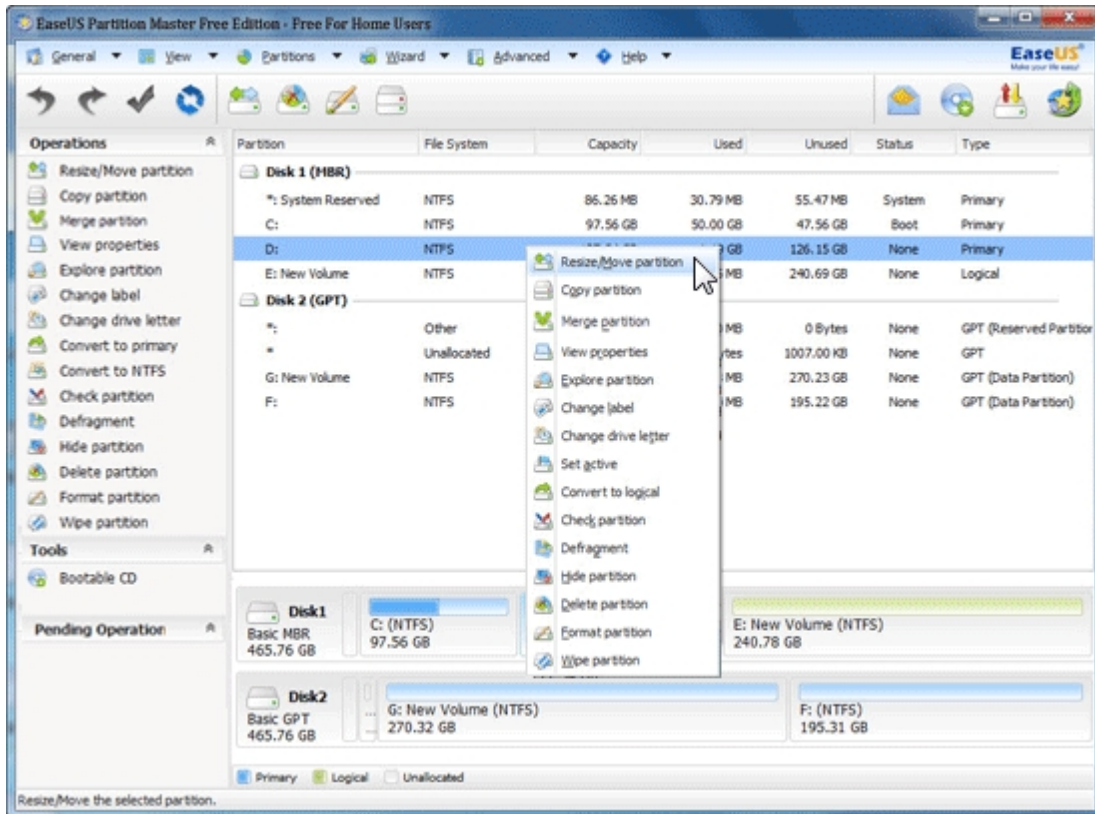 EaseUS Partition Master Free Edition - Free For Home Users
General View Partitions Wizard Advanced Help
EaseUS
Make your life easy!
Operations
Resize/Move partition
Copy partition
Merge partition
View properties
Explore partition
Change label
Change drive letter
Convert to primary
Convert to NTFS
Check partition
Defragment
Hide partition
Delete partition
Format partition
Wipe partition
Tools
Bootable CD
Pending Operation
Partition File System Capacity Used Unused Status Type
Disk 1 (MBR)
*: System Reserved NTFS 86.26 MB 30.79 MB 55.47 MB System Primary
C: NTFS 97.56 GB 50.00 GB 47.56 GB Boot Primary
D: NTFS GB 126.15 GB None Primary
E: New Volume NTFS MB 240.69 GB None Logical
Disk 2 (GPT)
*: Other MB 0 Bytes None GPT (Reserved Partitior
* Unallocated ytes 1007.00 KB None GPT
G: New Volume NTFS MB 270.23 GB None GPT (Data Partition)
F: NTFS MB 195.22 GB None GPT (Data Partition)
Resize/Move partition
Copy partition
Merge partition
View properties
Explore partition
Change label
Change drive letter
Set active
Convert to logical
Check partition
Defragment
Hide partition
Delete partition
Format partition
Wipe partition
Disk1
Basic MBR
465.76 GB
C: (NTFS)
97.56 GB
E: New Volume (NTFS)
240.78 GB
Disk2
Basic GPT
465.76 GB
...
...
G: New Volume (NTFS)
270.32 GB
F: (NTFS)
195.31 GB
Primary Logical Unallocated
Resize/Move the selected partition.